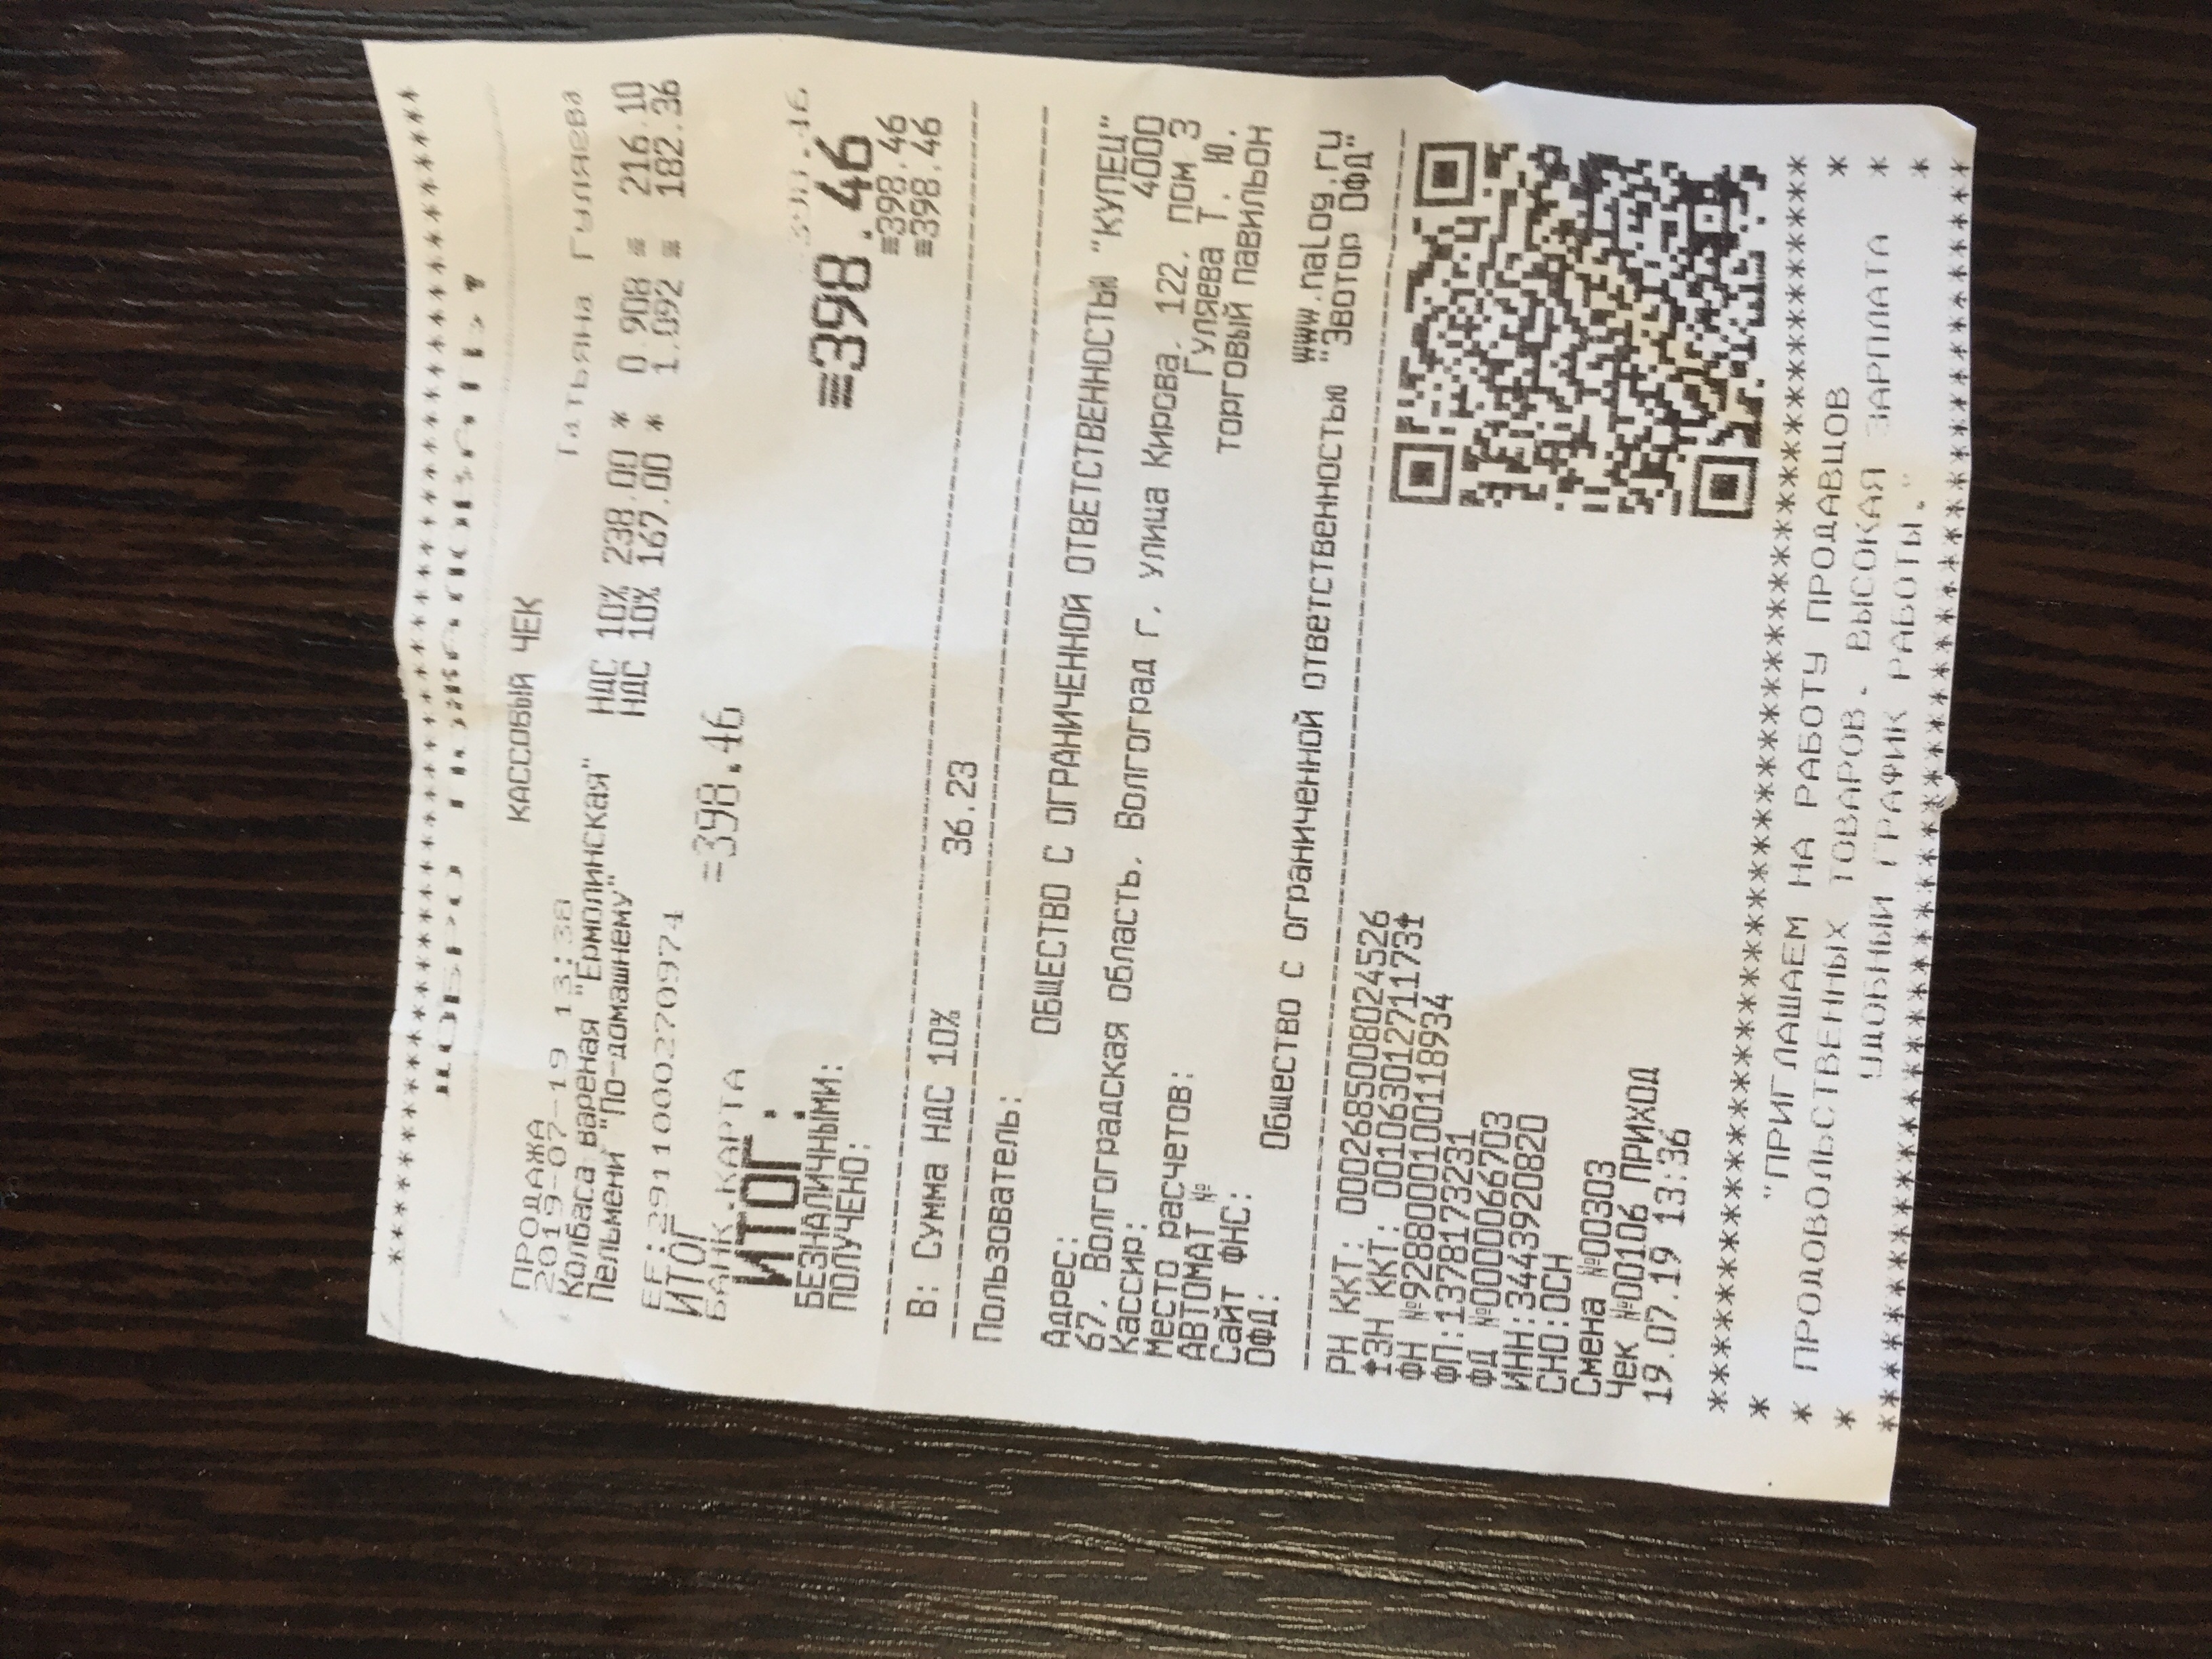 *****************************************
КАССОВЫЙ ЧЕК
ПРОДАЖА
2019-07-19 13:38 Татьяна Гуляева
Колбаса вареная "Ермолинская" НДС 10% 238.00 * 0.908 ≡ 216.10
Пельмени "По-домашнему" НДС 10% 167.00 * 1.092 ≡ 182.36
EF:2911000270974
ИТОГ =398.46
БАНК.КАРТА 398.46
ИТОГ: ≡398.46
БЕЗНАЛИЧНЫМИ: ≡398.46
ПОЛУЧЕНО: ≡398.46
В: Сумма НДС 10% 36.23
Пользователь:
ОБЩЕСТВО С ОГРАНИЧЕННОЙ ОТВЕТСТВЕННОСТЬЮ "КУПЕЦ"
Адрес: 4000
67, Волгоградская область, Волгоград г, улица Кирова, 122, ПОМ 3
Кассир: Гуляева Т. Ю.
Место расчетов: ТОРГОВЫЙ ПАВИЛЬОН
АВТОМАТ №
Сайт ФНС: www.nalog.ru
ОФД: Общество с ограниченной ответственностью "Эвотор ОФД"
РН ККТ: 0002685008024526
ЗН ККТ: 00106301271173
ФН №9288000100118934
ФП:1378173231
ФД №0000066703
ИНН:3443920820
СНО:ОСН
Смена №00303
Чек №00106 ПРИХОД
19.07.19 13:36
*****************************************
* "ПРИГЛАШАЕМ НА РАБОТУ ПРОДАВЦОВ *
* ПРОДОВОЛЬСТВЕННЫХ ТОВАРОВ. ВЫСОКАЯ ЗАРПЛАТА *
* УДОБНЫЙ ГРАФИК РАБОТЫ." *
*****************************************